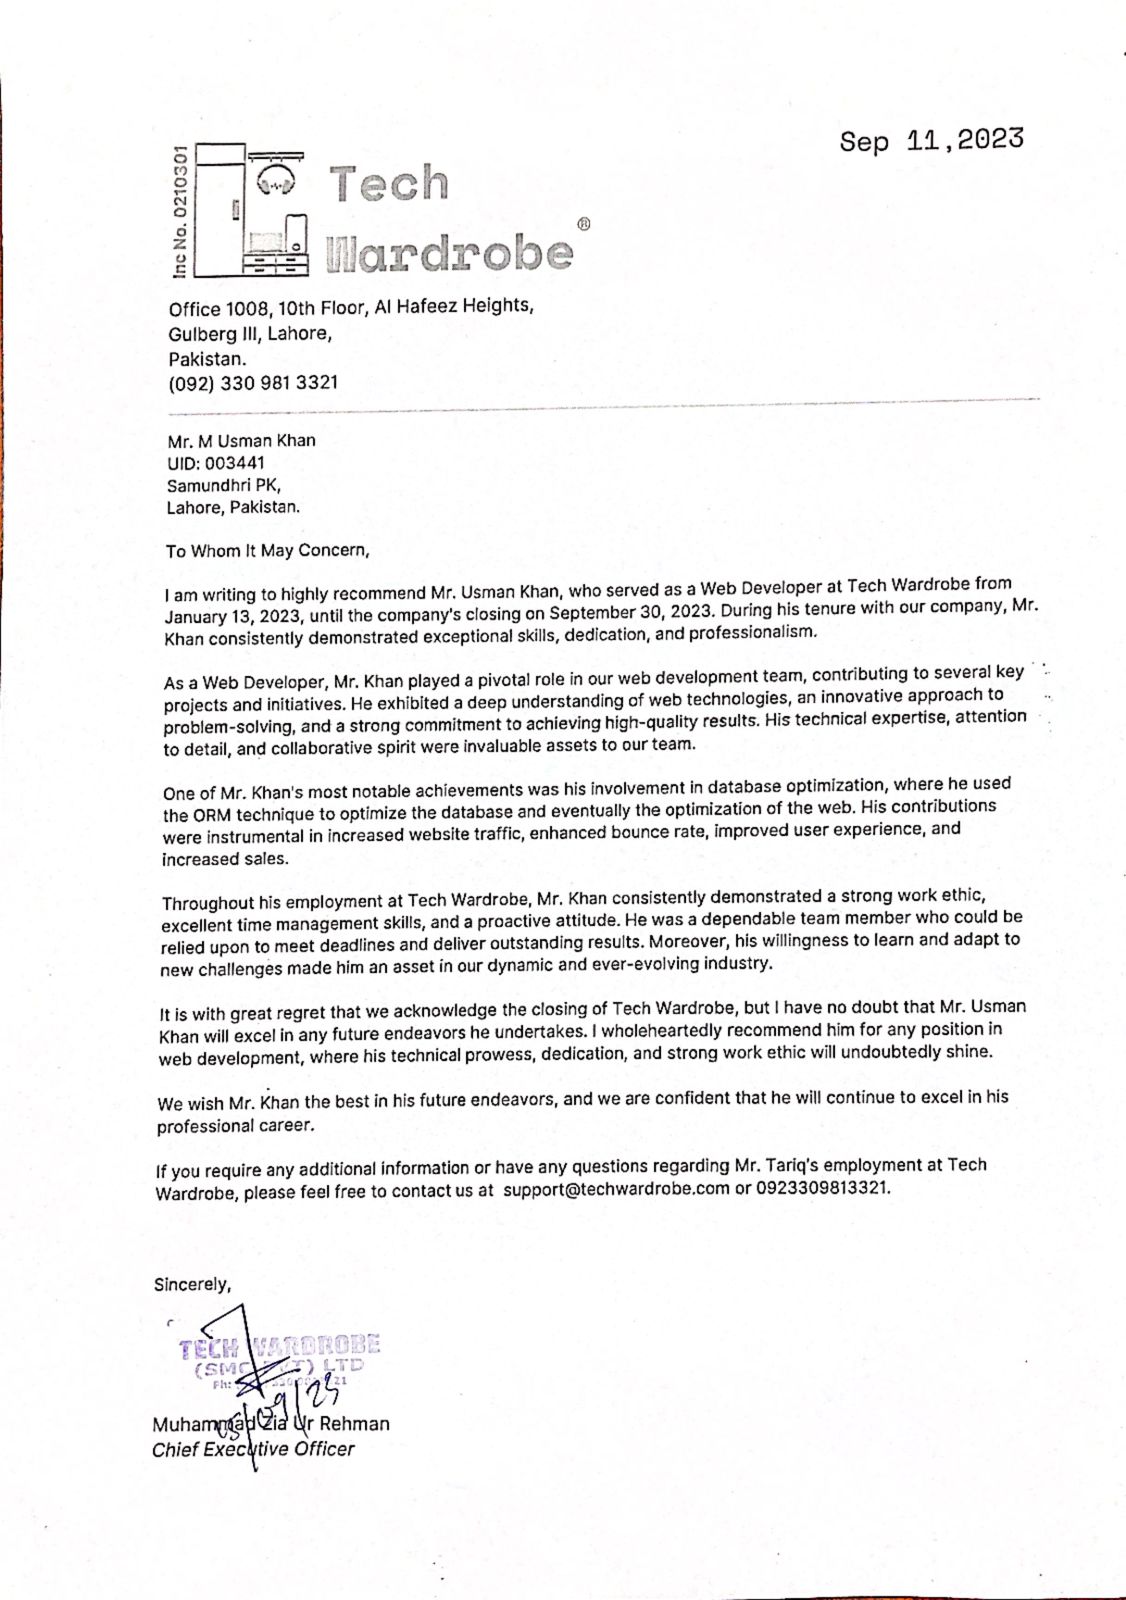 Sep 11,2023
Inc No. 0210301
Tech
Wardrobe®
Office 1008, 10th Floor, Al Hafeez Heights,
Gulberg III, Lahore,
Pakistan.
(092) 330 981 3321
Mr. M Usman Khan
UID: 003441
Samundhri PK,
Lahore, Pakistan.
To Whom It May Concern,
I am writing to highly recommend Mr. Usman Khan, who served as a Web Developer at Tech Wardrobe from
January 13, 2023, until the company's closing on September 30, 2023. During his tenure with our company, Mr.
Khan consistently demonstrated exceptional skills, dedication, and professionalism.
As a Web Developer, Mr. Khan played a pivotal role in our web development team, contributing to several key
projects and initiatives. He exhibited a deep understanding of web technologies, an innovative approach to
problem-solving, and a strong commitment to achieving high-quality results. His technical expertise, attention
to detail, and collaborative spirit were invaluable assets to our team.
One of Mr. Khan's most notable achievements was his involvement in database optimization, where he used
the ORM technique to optimize the database and eventually the optimization of the web. His contributions
were instrumental in increased website traffic, enhanced bounce rate, improved user experience, and
increased sales.
Throughout his employment at Tech Wardrobe, Mr. Khan consistently demonstrated a strong work ethic,
excellent time management skills, and a proactive attitude. He was a dependable team member who could be
relied upon to meet deadlines and deliver outstanding results. Moreover, his willingness to learn and adapt to
new challenges made him an asset in our dynamic and ever-evolving industry.
It is with great regret that we acknowledge the closing of Tech Wardrobe, but I have no doubt that Mr. Usman
Khan will excel in any future endeavors he undertakes. I wholeheartedly recommend him for any position in
web development, where his technical prowess, dedication, and strong work ethic will undoubtedly shine.
We wish Mr. Khan the best in his future endeavors, and we are confident that he will continue to excel in his
professional career.
If you require any additional information or have any questions regarding Mr. Tariq's employment at Tech
Wardrobe, please feel free to contact us at support@techwardrobe.com or 0923309813321.
Sincerely,
TECH WARDROBE
LTD
Ph:
05/09/23
Muhammad Zia Ur Rehman
Chief Executive Officer